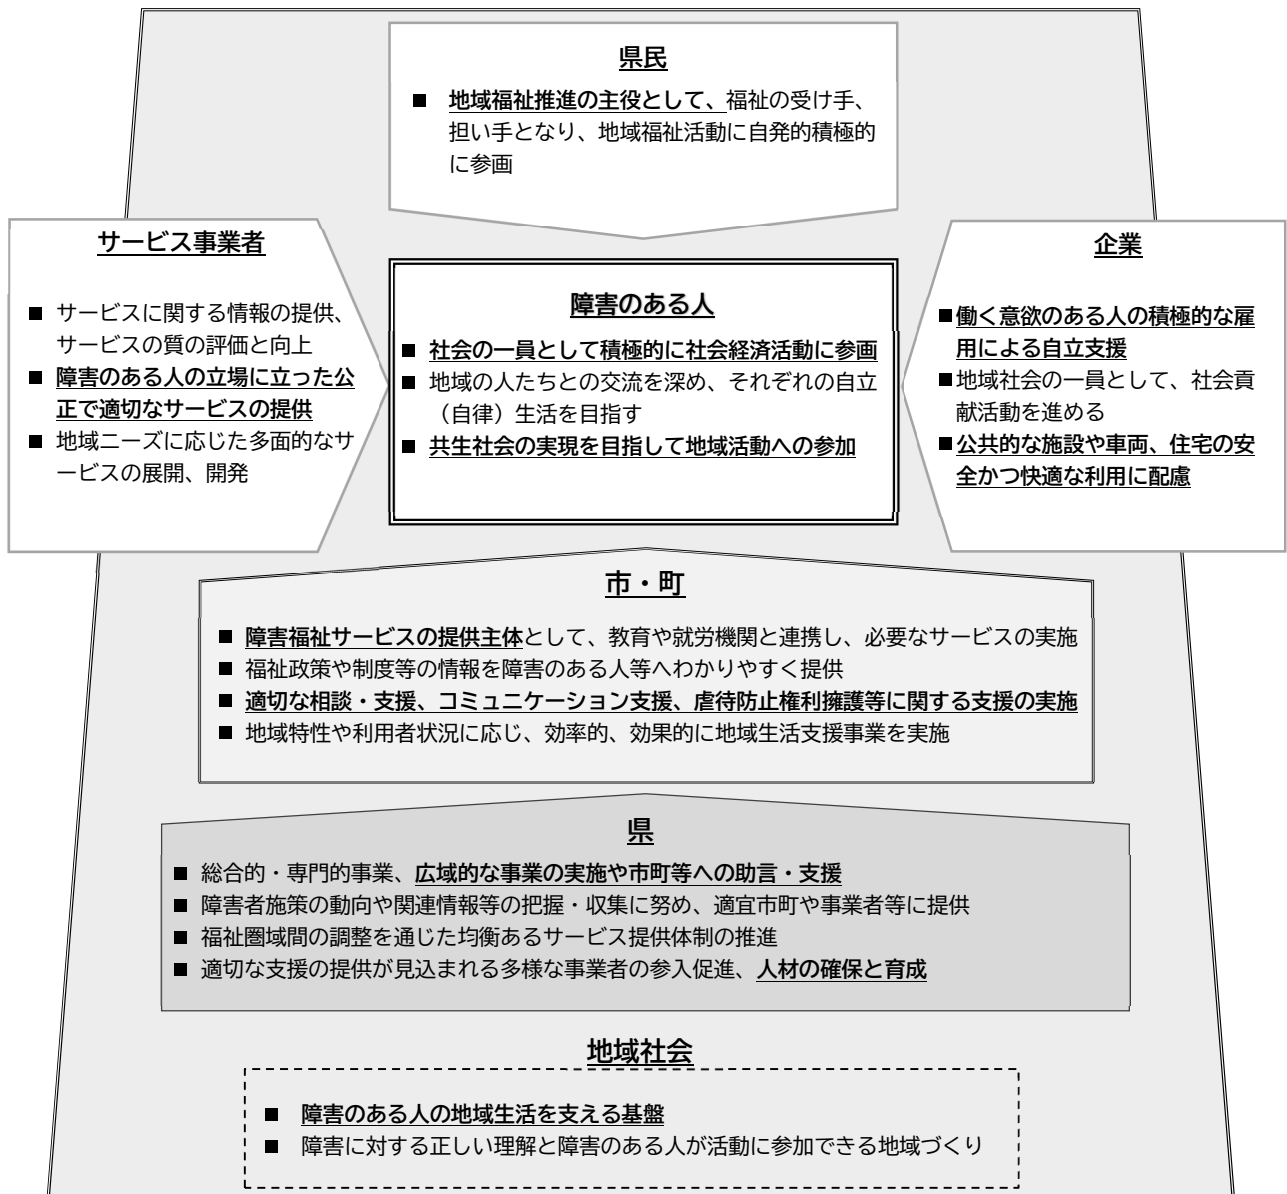 県民
■ 地域福祉推進の主役として、福祉の受け手、
担い手となり、地域福祉活動に自発的積極的
に参画
サービス事業者
■ サービスに関する情報の提供、
サービスの質の評価と向上
■ 障害のある人の立場に立った公
正で適切なサービスの提供
■ 地域ニーズに応じた多面的なサ
ービスの展開、開発
障害のある人
■ 社会の一員として積極的に社会経済活動に参画
■ 地域の人たちとの交流を深め、それぞれの自立
（自律）生活を目指す
■ 共生社会の実現を目指して地域活動への参加
企業
■働く意欲のある人の積極的な雇
用による自立支援
■地域社会の一員として、社会貢
献活動を進める
■公共的な施設や車両、住宅の安
全かつ快適な利用に配慮
市・町
■ 障害福祉サービスの提供主体として、教育や就労機関と連携し、必要なサービスの実施
■ 福祉政策や制度等の情報を障害のある人等へわかりやすく提供
■ 適切な相談・支援、コミュニケーション支援、虐待防止権利擁護等に関する支援の実施
■ 地域特性や利用者状況に応じ、効率的、効果的に地域生活支援事業を実施
県
■ 総合的・専門的事業、広域的な事業の実施や市町等への助言・支援
■ 障害者施策の動向や関連情報等の把握・収集に努め、適宜市町や事業者等に提供
■ 福祉圏域間の調整を通じた均衡あるサービス提供体制の推進
■ 適切な支援の提供が見込まれる多様な事業者の参入促進、人材の確保と育成
地域社会
■ 障害のある人の地域生活を支える基盤
■ 障害に対する正しい理解と障害のある人が活動に参加できる地域づくり